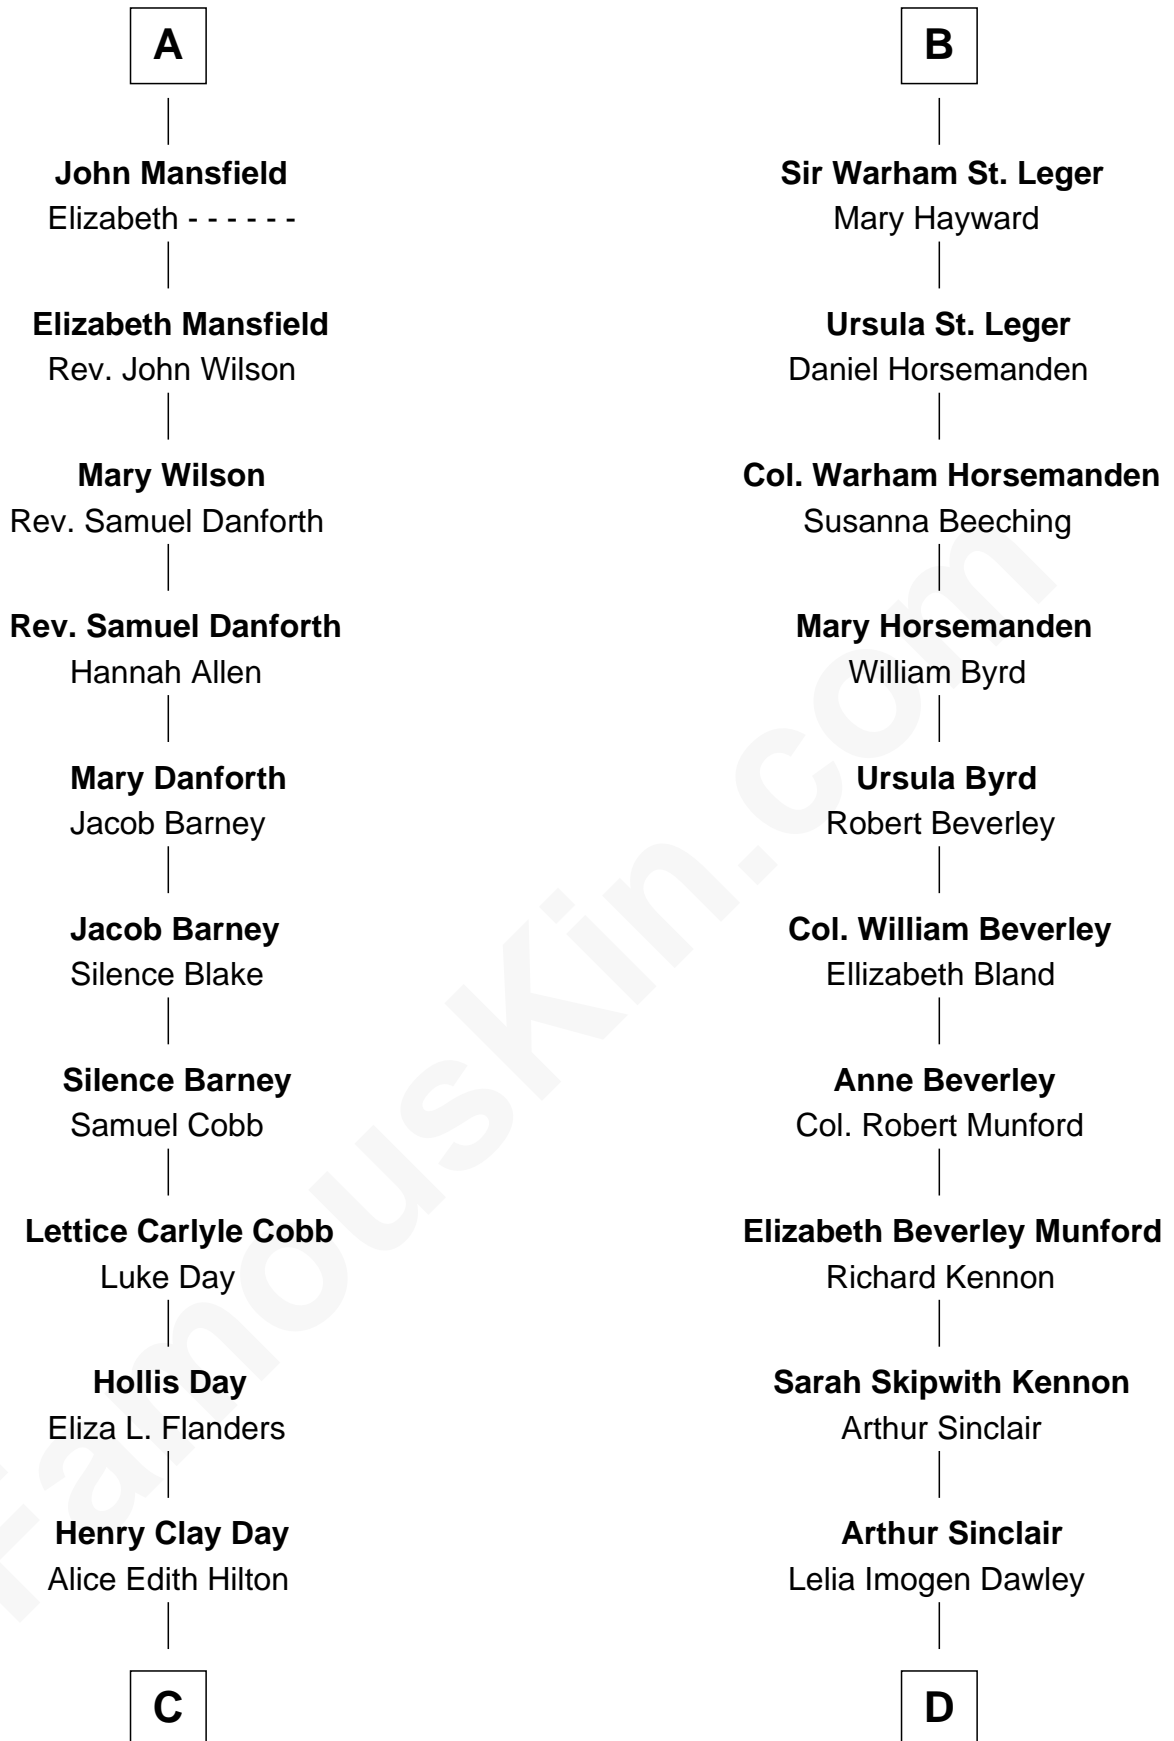 A
John Mansfield
Elizabeth - - - - - -
Elizabeth Mansfield
Rev. John Wilson
Mary Wilson
Rev. Samuel Danforth
Rev. Samuel Danforth
Hannah Allen
Mary Danforth
Jacob Barney
Jacob Barney
Silence Blake
Silence Barney
Samuel Cobb
Lettice Carlyle Cobb
Luke Day
Hollis Day
Eliza L. Flanders
Henry Clay Day
Alice Edith Hilton
C
B
Sir Warham St. Leger
Mary Hayward
Ursula St. Leger
Daniel Horsemanden
Col. Warham Horsemanden
Susanna Beeching
Mary Horsemanden
William Byrd
Ursula Byrd
Robert Beverley
Col. William Beverley
Ellizabeth Bland
Anne Beverley
Col. Robert Munford
Elizabeth Beverley Munford
Richard Kennon
Sarah Skipwith Kennon
Arthur Sinclair
Arthur Sinclair
Lelia Imogen Dawley
D
FamousKin.com